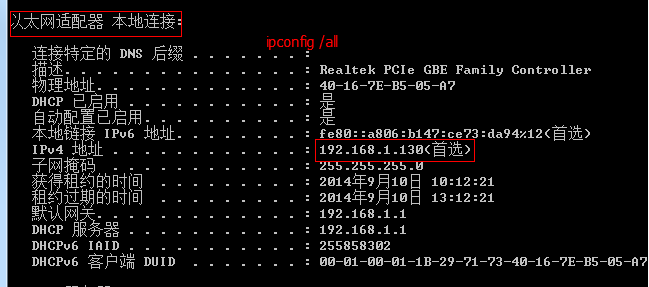 以太网适配器 本地连接:
ipconfig /all
连接特定的 DNS 后缀 . . . . . . . :
描述. . . . . . . . . . . . . . . : Realtek PCIe GBE Family Controller
物理地址. . . . . . . . . . . . . : 40-16-7E-B5-05-A7
DHCP 已启用 . . . . . . . . . . . : 是
自动配置已启用. . . . . . . . . . : 是
本地链接 IPv6 地址. . . . . . . . : fe80::a806:b147:ce73:da94%12(首选)
IPv4 地址 . . . . . . . . . . . . : 192.168.1.130(首选)
子网掩码 . . . . . . . . . . . . : 255.255.255.0
获得租约的时间 . . . . . . . . . : 2014年9月10日 10:12:21
租约过期的时间 . . . . . . . . . : 2014年9月10日 13:12:21
默认网关. . . . . . . . . . . . . : 192.168.1.1
DHCP 服务器 . . . . . . . . . . . : 192.168.1.1
DHCPv6 IAID . . . . . . . . . . . : 255858302
DHCPv6 客户端 DUID . . . . . . . : 00-01-00-01-1B-29-71-73-40-16-7E-B5-05-A7